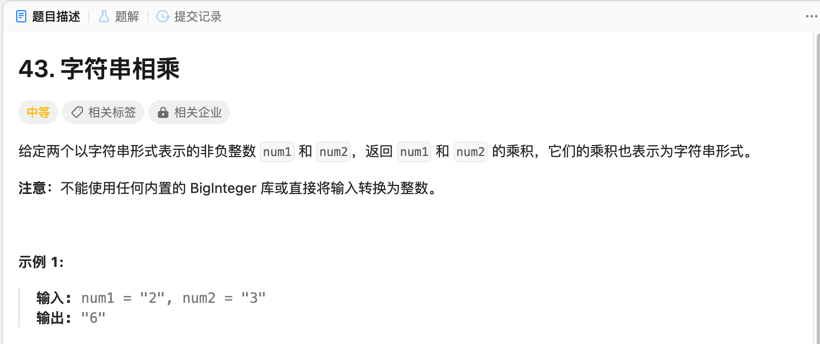 题目描述 题解 提交记录
43. 字符串相乘
中等 相关标签 相关企业
给定两个以字符串形式表示的非负整数 num1 和 num2，返回 num1 和 num2 的乘积，它们的乘积也表示为字符串形式。
注意：不能使用任何内置的 BigInteger 库或直接将输入转换为整数。
示例 1:
输入: num1 = "2", num2 = "3"
输出: "6"